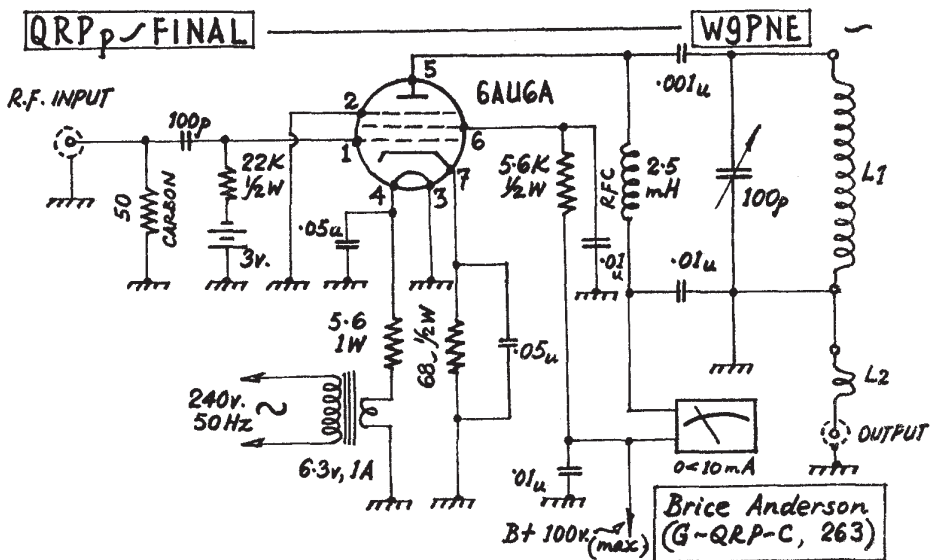 QRPp ~ FINAL
W9PNE
R.F. INPUT
100p
50
CARBON
22K
½W
3v.
2
1
5
6
7
4
3
6AU6A
.05u
5.6
1W
68~½W
.05u
240v.
50Hz
6.3v, 1A
5.6K
½W
.01u
.01u
RFC
2.5
mH
.001u
.01u
100p
L1
L2
OUTPUT
0<10mA
B+ 100v.
(max)
Brice Anderson
(G~QRP-C, 263)